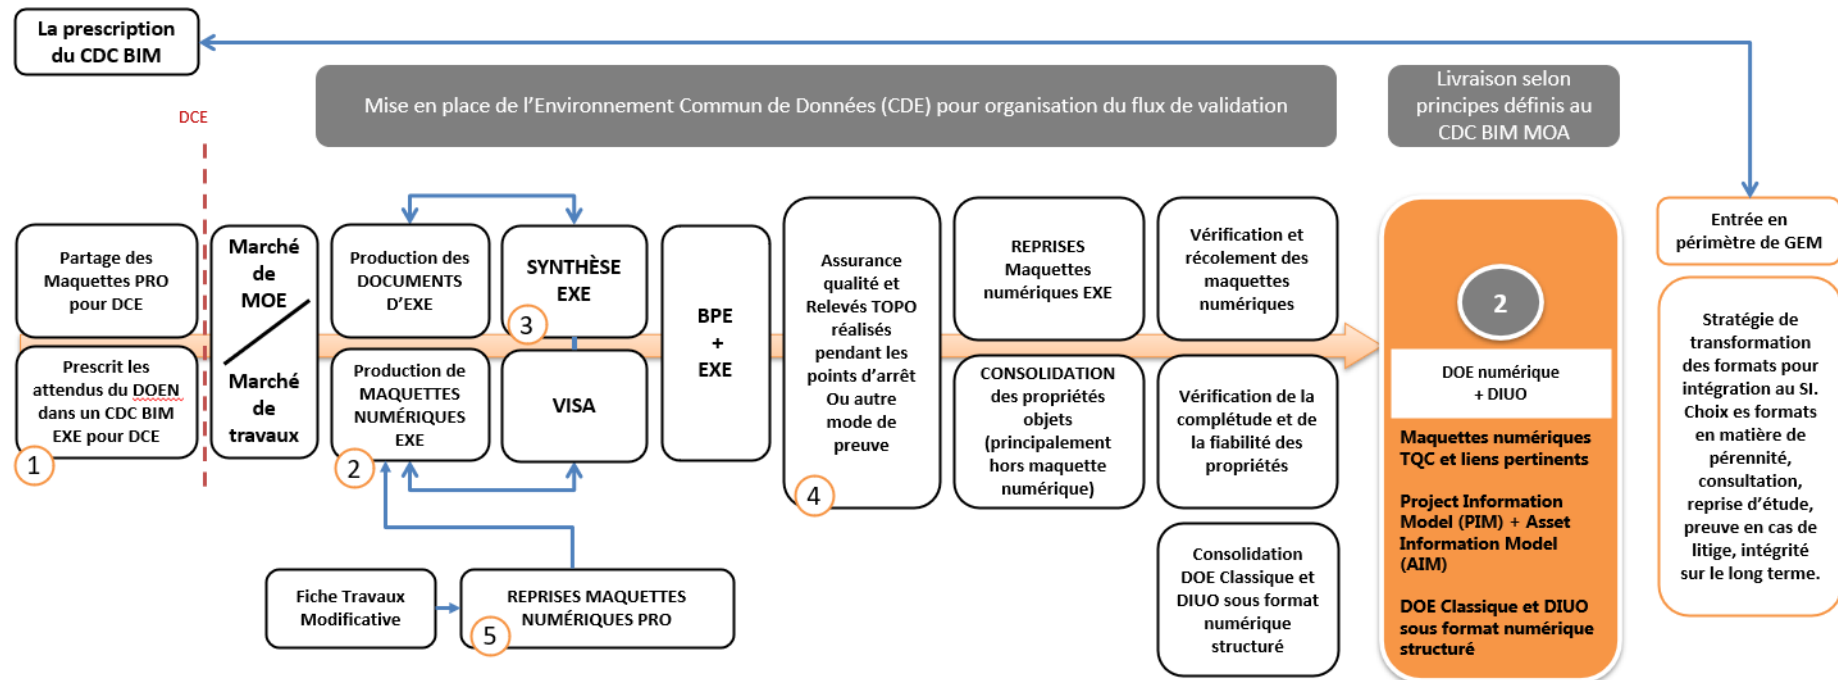 La prescription
du CDC BIM
Mise en place de l’Environnement Commun de Données (CDE) pour organisation du flux de validation
Livraison selon
principes définis au
CDC BIM MOA
DCE
Partage des
Maquettes PRO
pour DCE
Prescrit les
attendus du DOEN
dans un CDC BIM
EXE pour DCE
1
Marché
de
MOE
Marché
de
travaux
Production des
DOCUMENTS
D’EXE
Production de
MAQUETTES
NUMÉRIQUES
EXE
2
SYNTHÈSE
EXE
3
VISA
BPE
+
EXE
Assurance
qualité et
Relevés TOPO
réalisés
pendant les
points d’arrêt
Ou autre
mode de
preuve
4
REPRISES
Maquettes
numériques EXE
CONSOLIDATION
des propriétés
objets
(principalement
hors maquette
numérique)
Vérification et
récolement des
maquettes
numériques
Vérification de la
complétude et de
la fiabilité des
propriétés
Consolidation
DOE Classique et
DIUO sous format
numérique
structuré
Fiche Travaux
Modificative
REPRISES MAQUETTES
NUMÉRIQUES PRO
5
2
DOE numérique
+ DIUO
Maquettes numériques
TQC et liens pertinents
Project Information
Model (PIM) + Asset
Information Model
(AIM)
DOE Classique et DIUO
sous format numérique
structuré
Entrée en
périmètre de GEM
Stratégie de
transformation
des formats pour
intégration au SI.
Choix es formats
en matière de
pérennité,
consultation,
reprise d’étude,
preuve en cas de
litige, intégrité
sur le long terme.